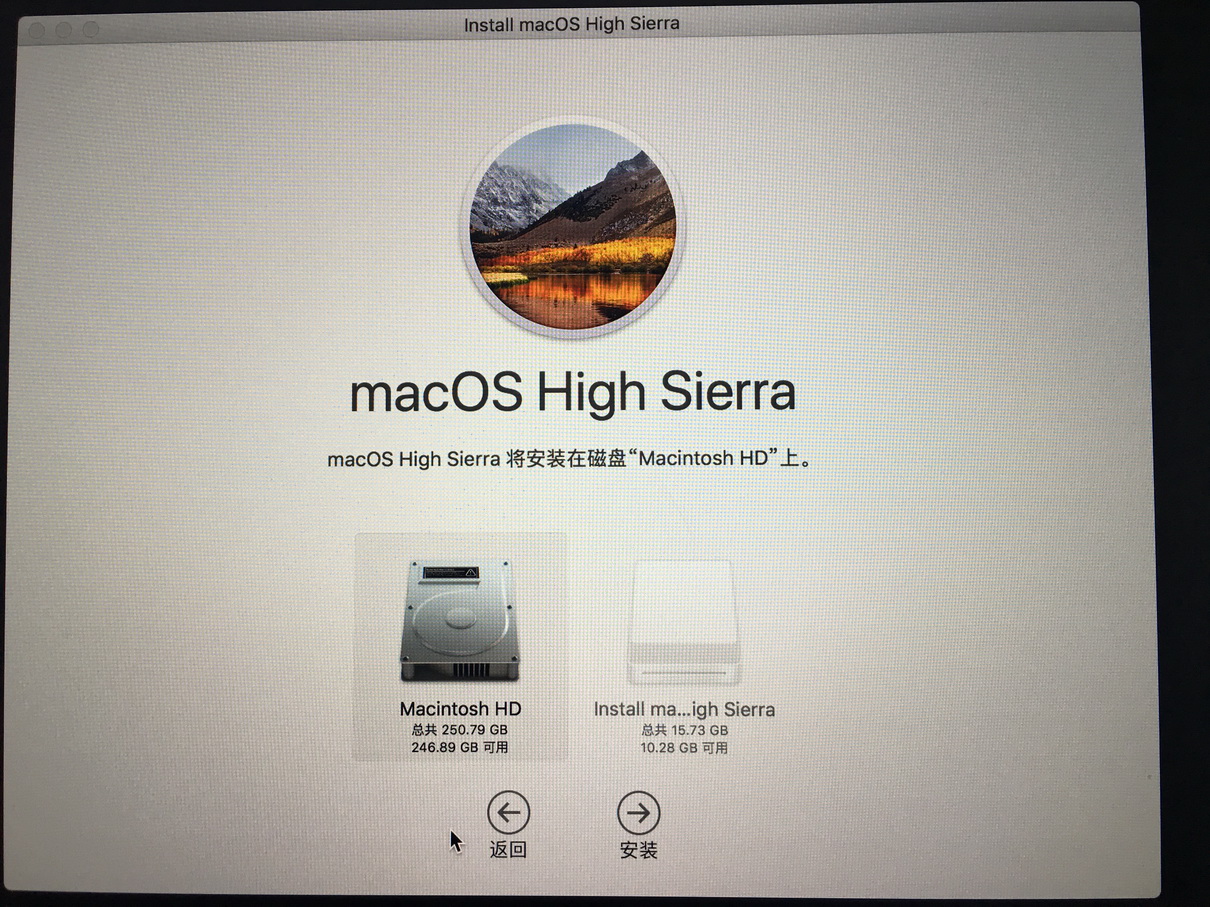 Install macOS High Sierra
macOS High Sierra
macOS High Sierra 将安装在磁盘“Macintosh HD”上。
Macintosh HD
总共 250.79 GB
246.89 GB 可用
Install ma...igh Sierra
总共 15.73 GB
10.28 GB 可用
返回
安装